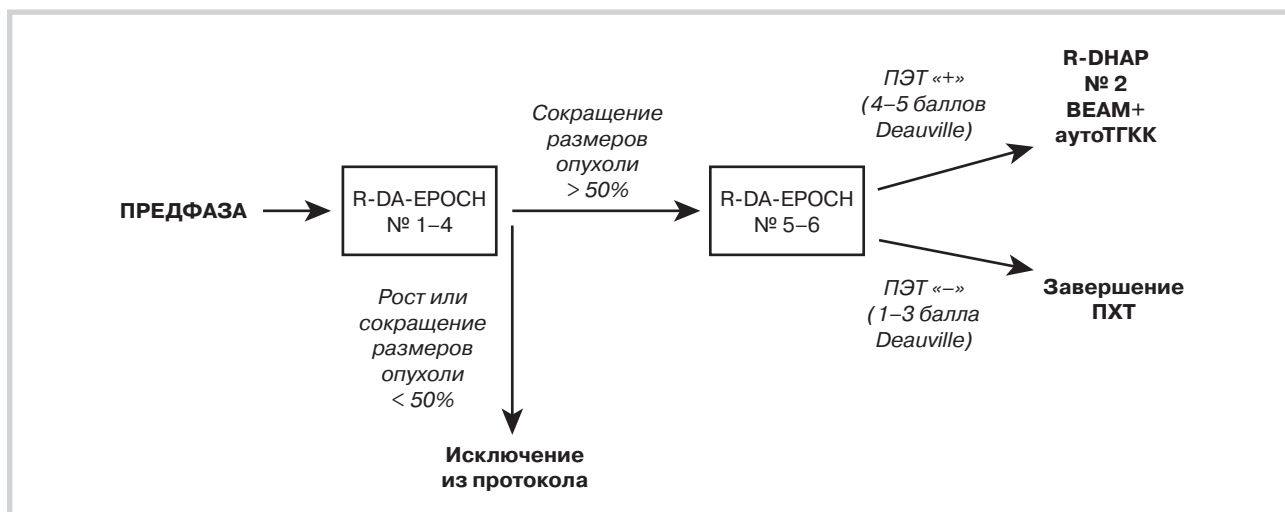 ПРЕДФАЗА
R-DA-EPOCH
№ 1–4
Сокращение
размеров
опухоли
> 50%
Рост или
сокращение
размеров
опухоли
< 50%
Исключение
из протокола
R-DA-EPOCH
№ 5–6
ПЭТ «+»
(4–5 баллов
Deauville)
R-DHAP
№ 2
BEAM+
аутоТГКК
ПЭТ «–»
(1–3 балла
Deauville)
Завершение
ПХТ